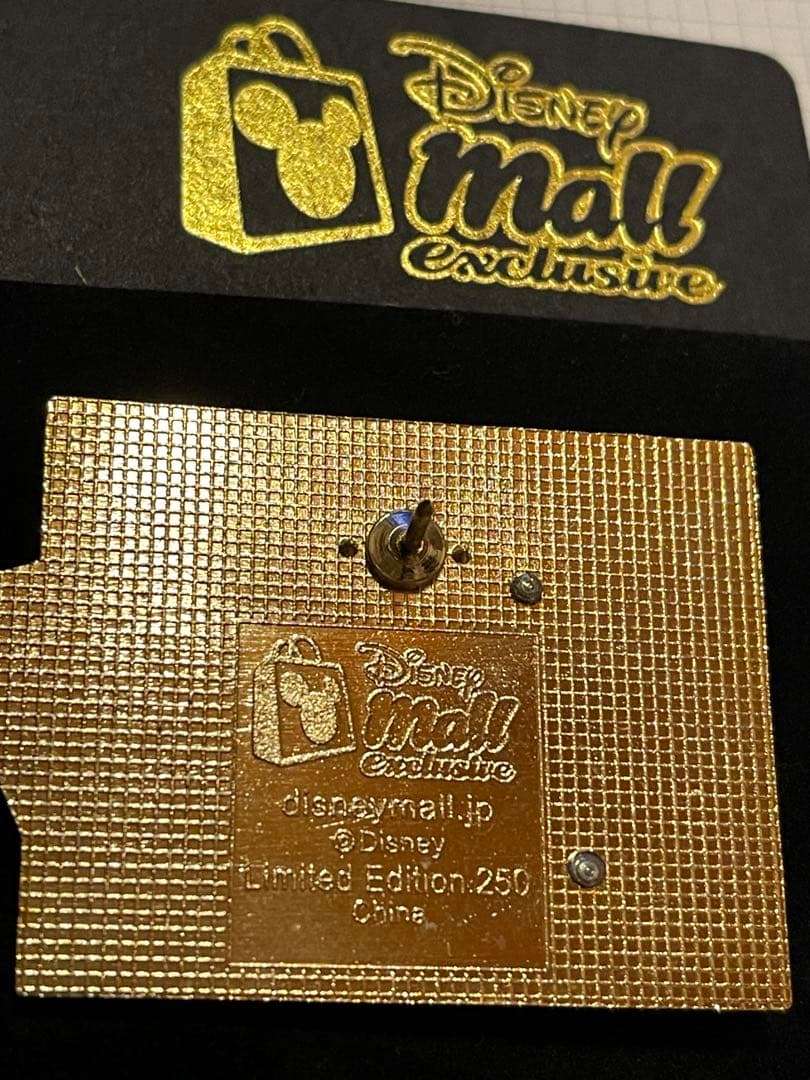 Disney
Mall
exclusive
Disney
Mall
exclusive
disneymall.jp
©Disney
Limited Edition:250
China